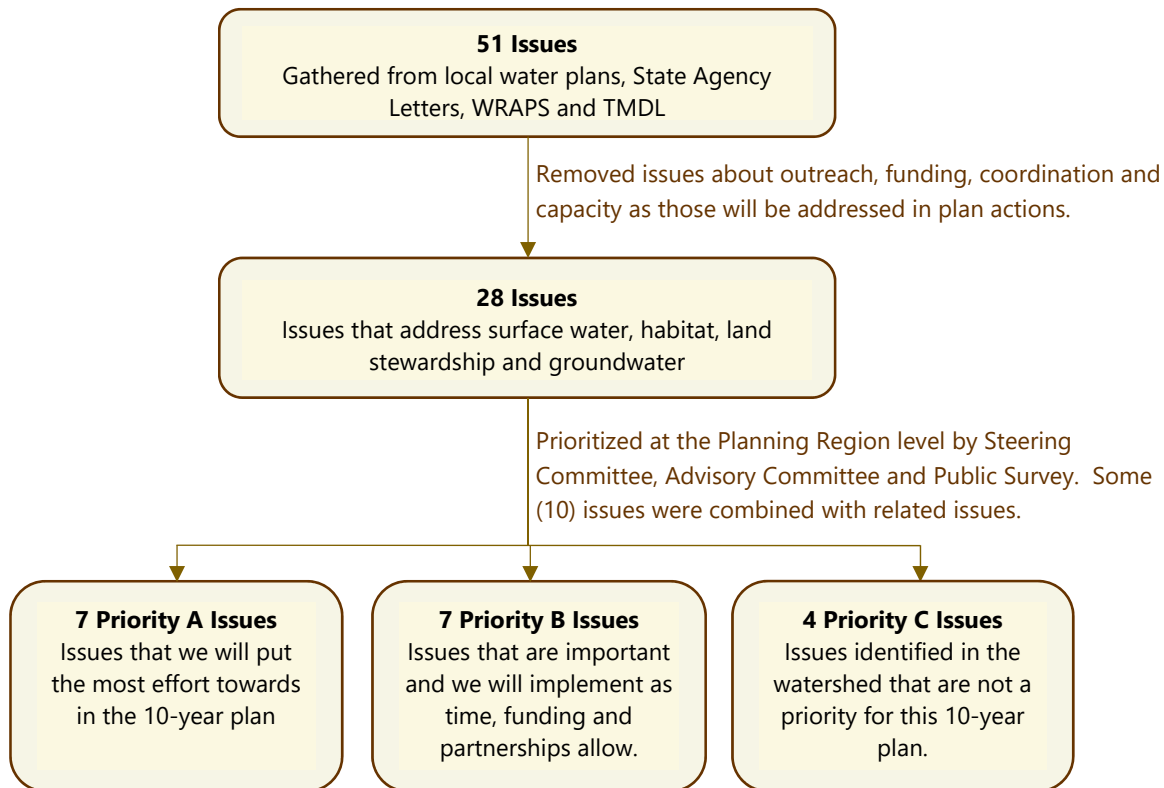 51 Issues
Gathered from local water plans, State Agency
Letters, WRAPS and TMDL
Removed issues about outreach, funding, coordination and
capacity as those will be addressed in plan actions.
28 Issues
Issues that address surface water, habitat, land
stewardship and groundwater
Prioritized at the Planning Region level by Steering
Committee, Advisory Committee and Public Survey.  Some
(10) issues were combined with related issues.
7 Priority A Issues
Issues that we will put
the most effort towards
in the 10-year plan
7 Priority B Issues
Issues that are important
and we will implement as
time, funding and
partnerships allow.
4 Priority C Issues
Issues identified in the
watershed that are not a
priority for this 10-year
plan.